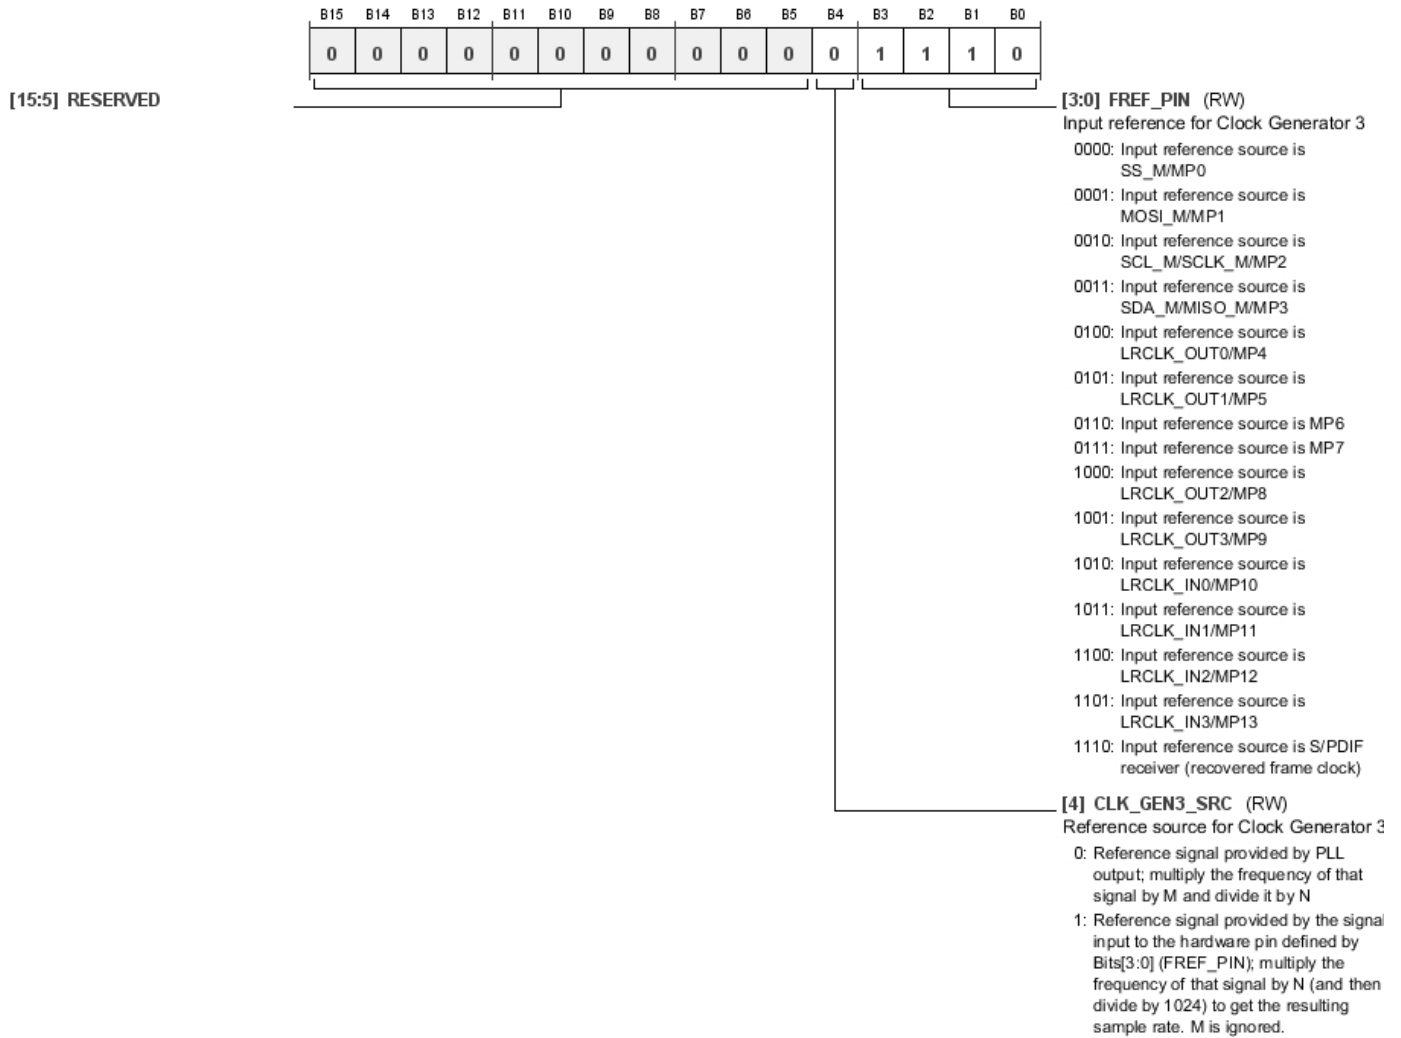 B15 B14 B13 B12 B11 B10 B9 B8 B7 B6 B5 B4 B3 B2 B1 B0
0 0 0 0 0 0 0 0 0 0 0 0 1 1 1 0
[15:5] RESERVED
[3:0] FREF_PIN (RW)
Input reference for Clock Generator 3
0000: Input reference source is
SS_M/MP0
0001: Input reference source is
MOSI_M/MP1
0010: Input reference source is
SCL_M/SCLK_M/MP2
0011: Input reference source is
SDA_M/MISO_M/MP3
0100: Input reference source is
LRCLK_OUT0/MP4
0101: Input reference source is
LRCLK_OUT1/MP5
0110: Input reference source is MP6
0111: Input reference source is MP7
1000: Input reference source is
LRCLK_OUT2/MP8
1001: Input reference source is
LRCLK_OUT3/MP9
1010: Input reference source is
LRCLK_IN0/MP10
1011: Input reference source is
LRCLK_IN1/MP11
1100: Input reference source is
LRCLK_IN2/MP12
1101: Input reference source is
LRCLK_IN3/MP13
1110: Input reference source is S/PDIF
receiver (recovered frame clock)
[4] CLK_GEN3_SRC (RW)
Reference source for Clock Generator 3
0: Reference signal provided by PLL
output; multiply the frequency of that
signal by M and divide it by N
1: Reference signal provided by the signal
input to the hardware pin defined by
Bits[3:0] (FREF_PIN); multiply the
frequency of that signal by N (and then
divide by 1024) to get the resulting
sample rate. M is ignored.